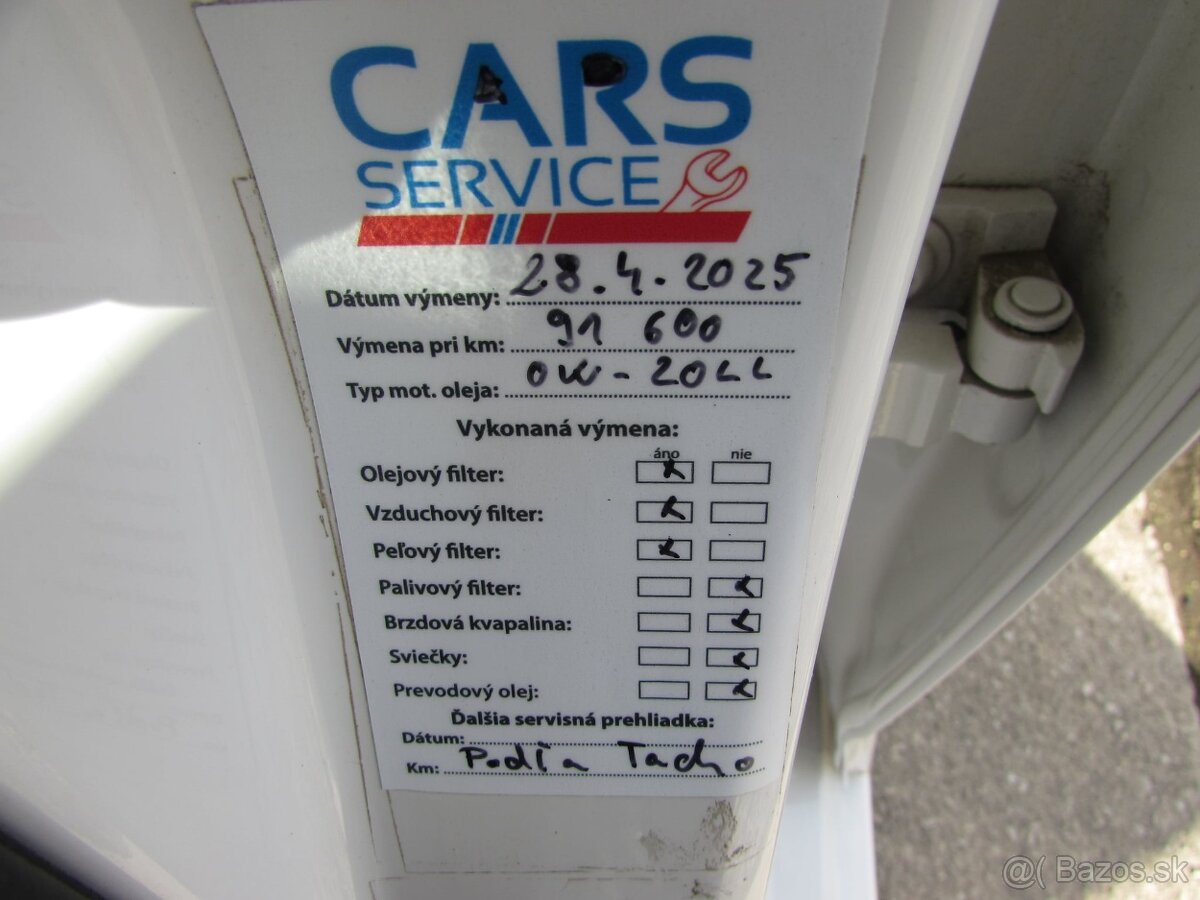 CARS
SERVICE
Dátum výmeny: 28.4.2025
Výmena pri km: 91 600
Typ mot. oleja: 0W-20LL
Vykonaná výmena:
áno nie
Olejový filter: x
Vzduchový filter: x
Peľový filter: x
Palivový filter: x
Brzdová kvapalina: x
Sviečky: x
Prevodový olej: x
Ďalšia servisná prehliadka:
Dátum:
Km: Podľa Tacho
@( Bazos.sk